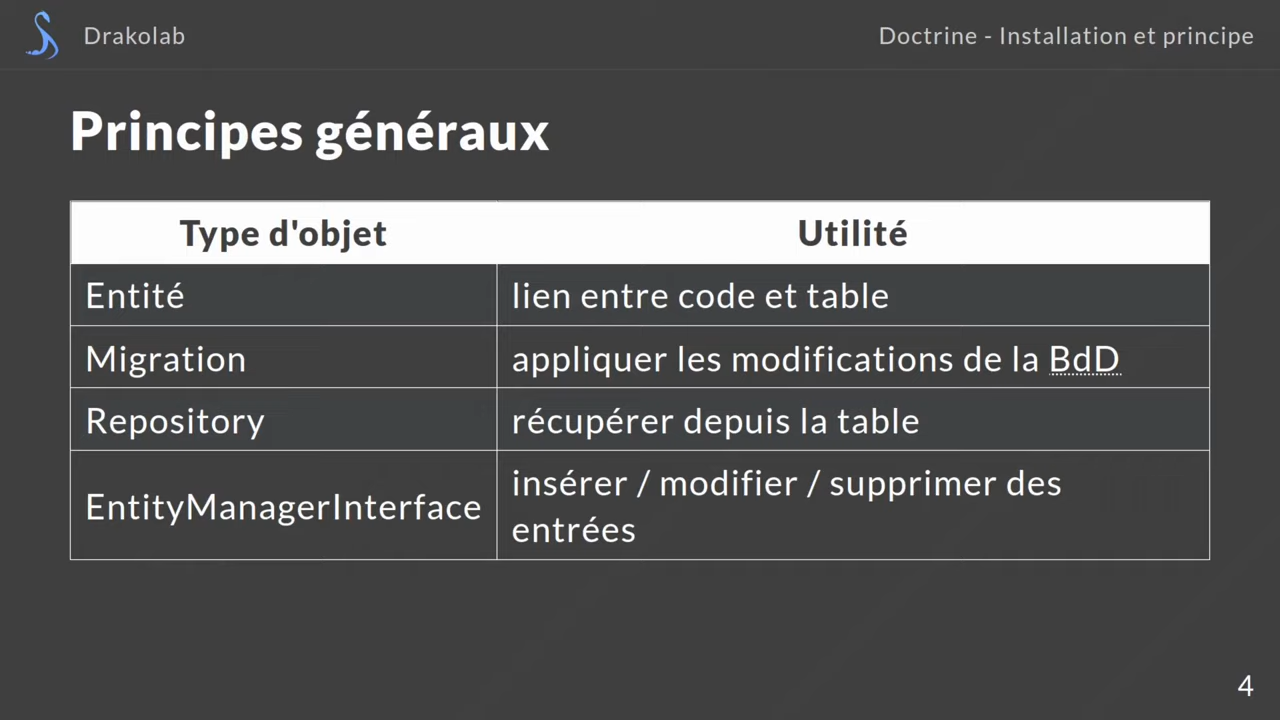 Drakolab
Doctrine - Installation et principe
Principes généraux
Type d'objet
Utilité
Entité
lien entre code et table
Migration
appliquer les modifications de la BdD
Repository
récupérer depuis la table
EntityManagerInterface
insérer / modifier / supprimer des
entrées
4